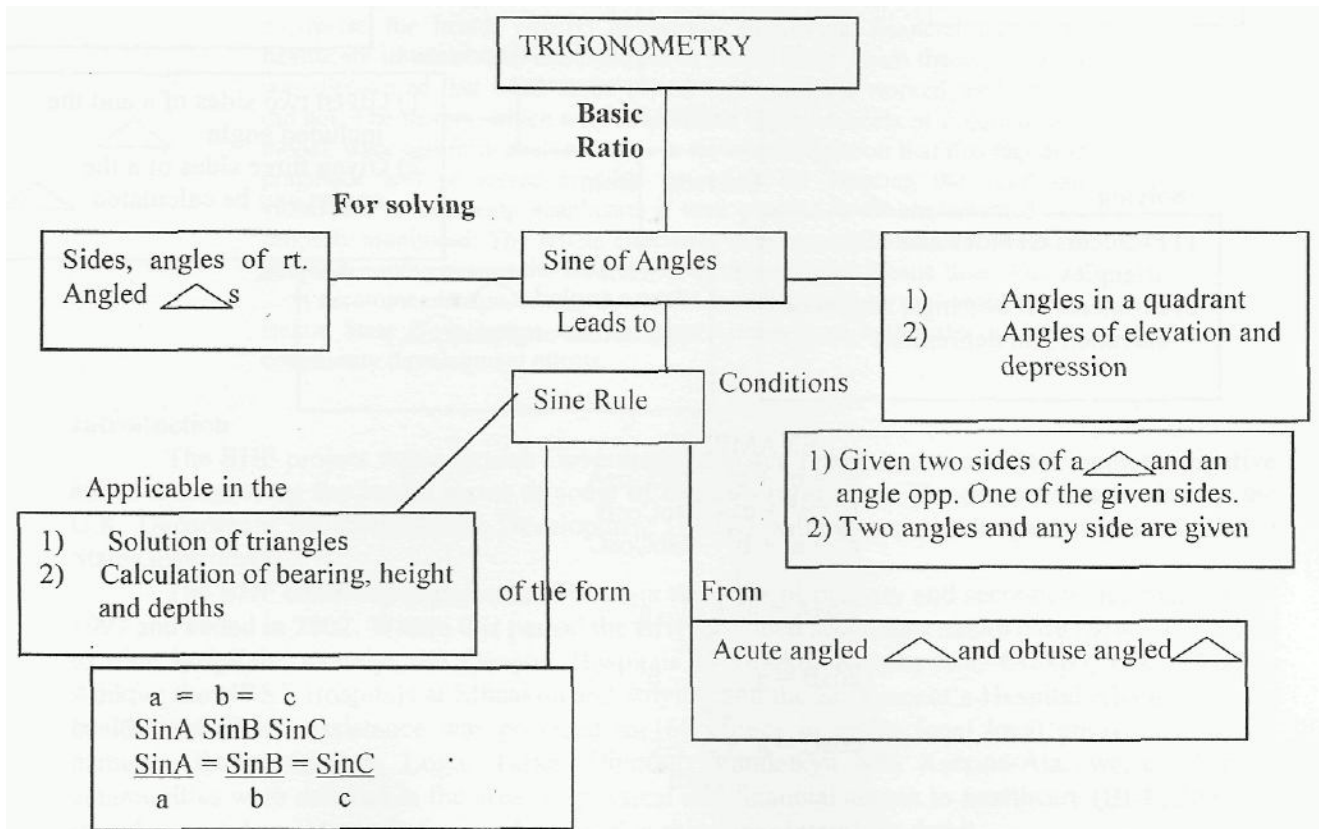 TRIGONOMETRY
Basic
Ratio
For solving
Sides, angles of rt.
Angled s
Sine of Angles
1) Angles in a quadrant
2) Angles of elevation and
depression
Leads to
Conditions
Sine Rule
1) Given two sides of a and an
angle opp. One of the given sides.
2) Two angles and any side are given
Applicable in the
1) Solution of triangles
2) Calculation of bearing, height
and depths
of the form
From
Acute angled and obtuse angled
a = b = c
SinA SinB SinC
SinA = SinB = SinC
a b c